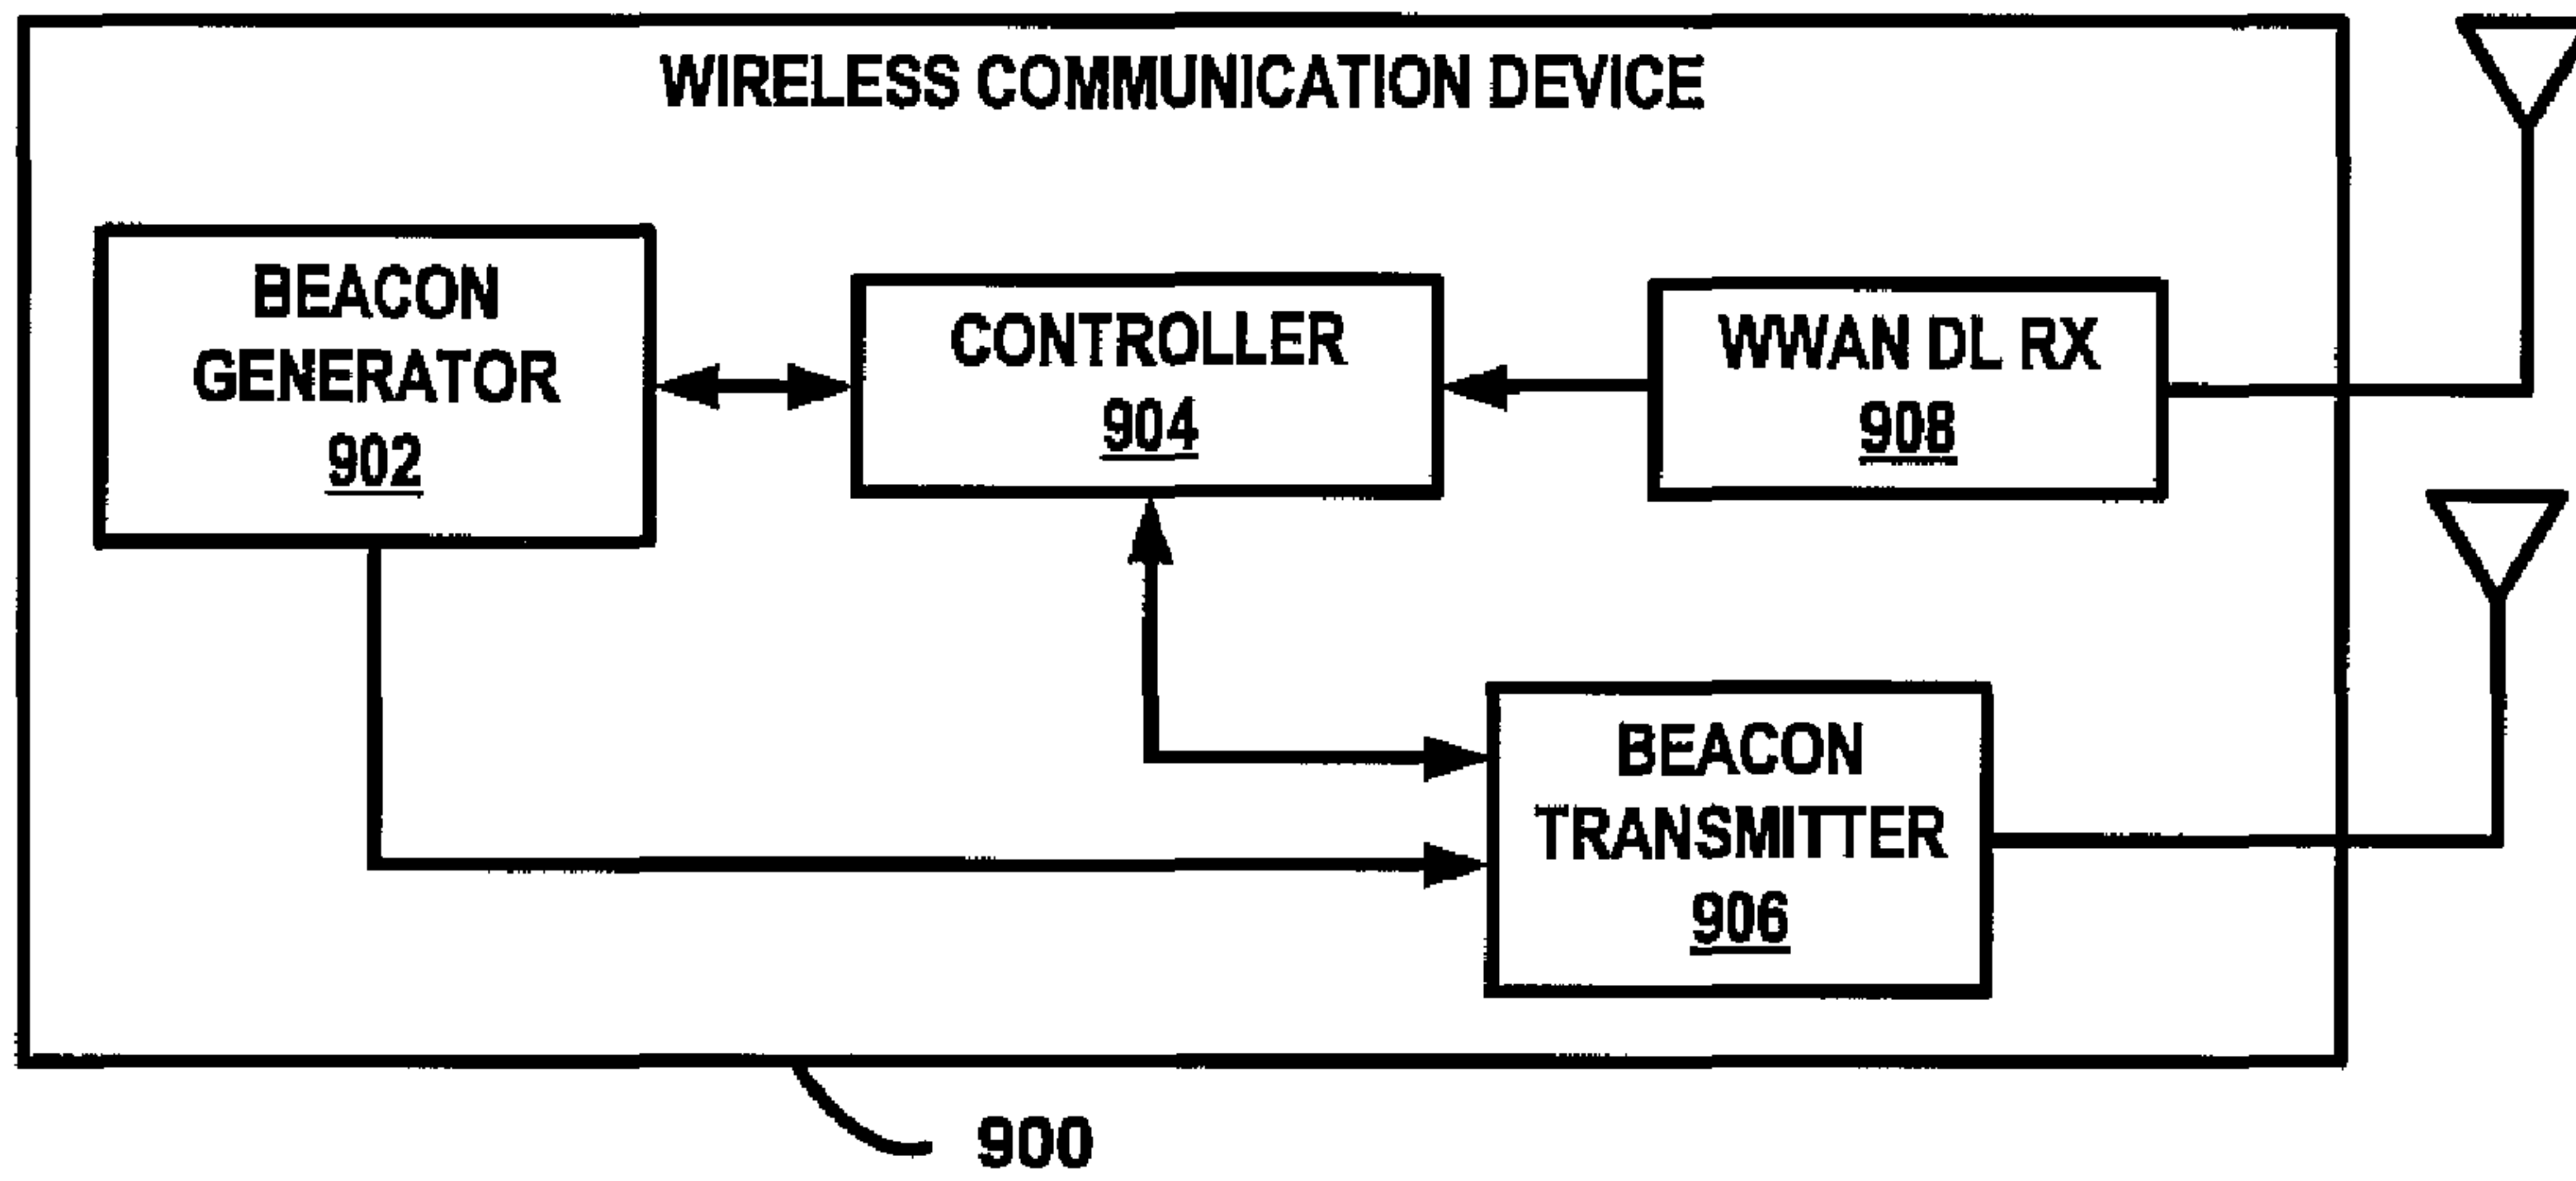 WIRELESS COMMUNICATION DEVICE
BEACON
GENERATOR
902
CONTROLLER
904
WWAN DL RX
908
BEACON
TRANSMITTER
906
900